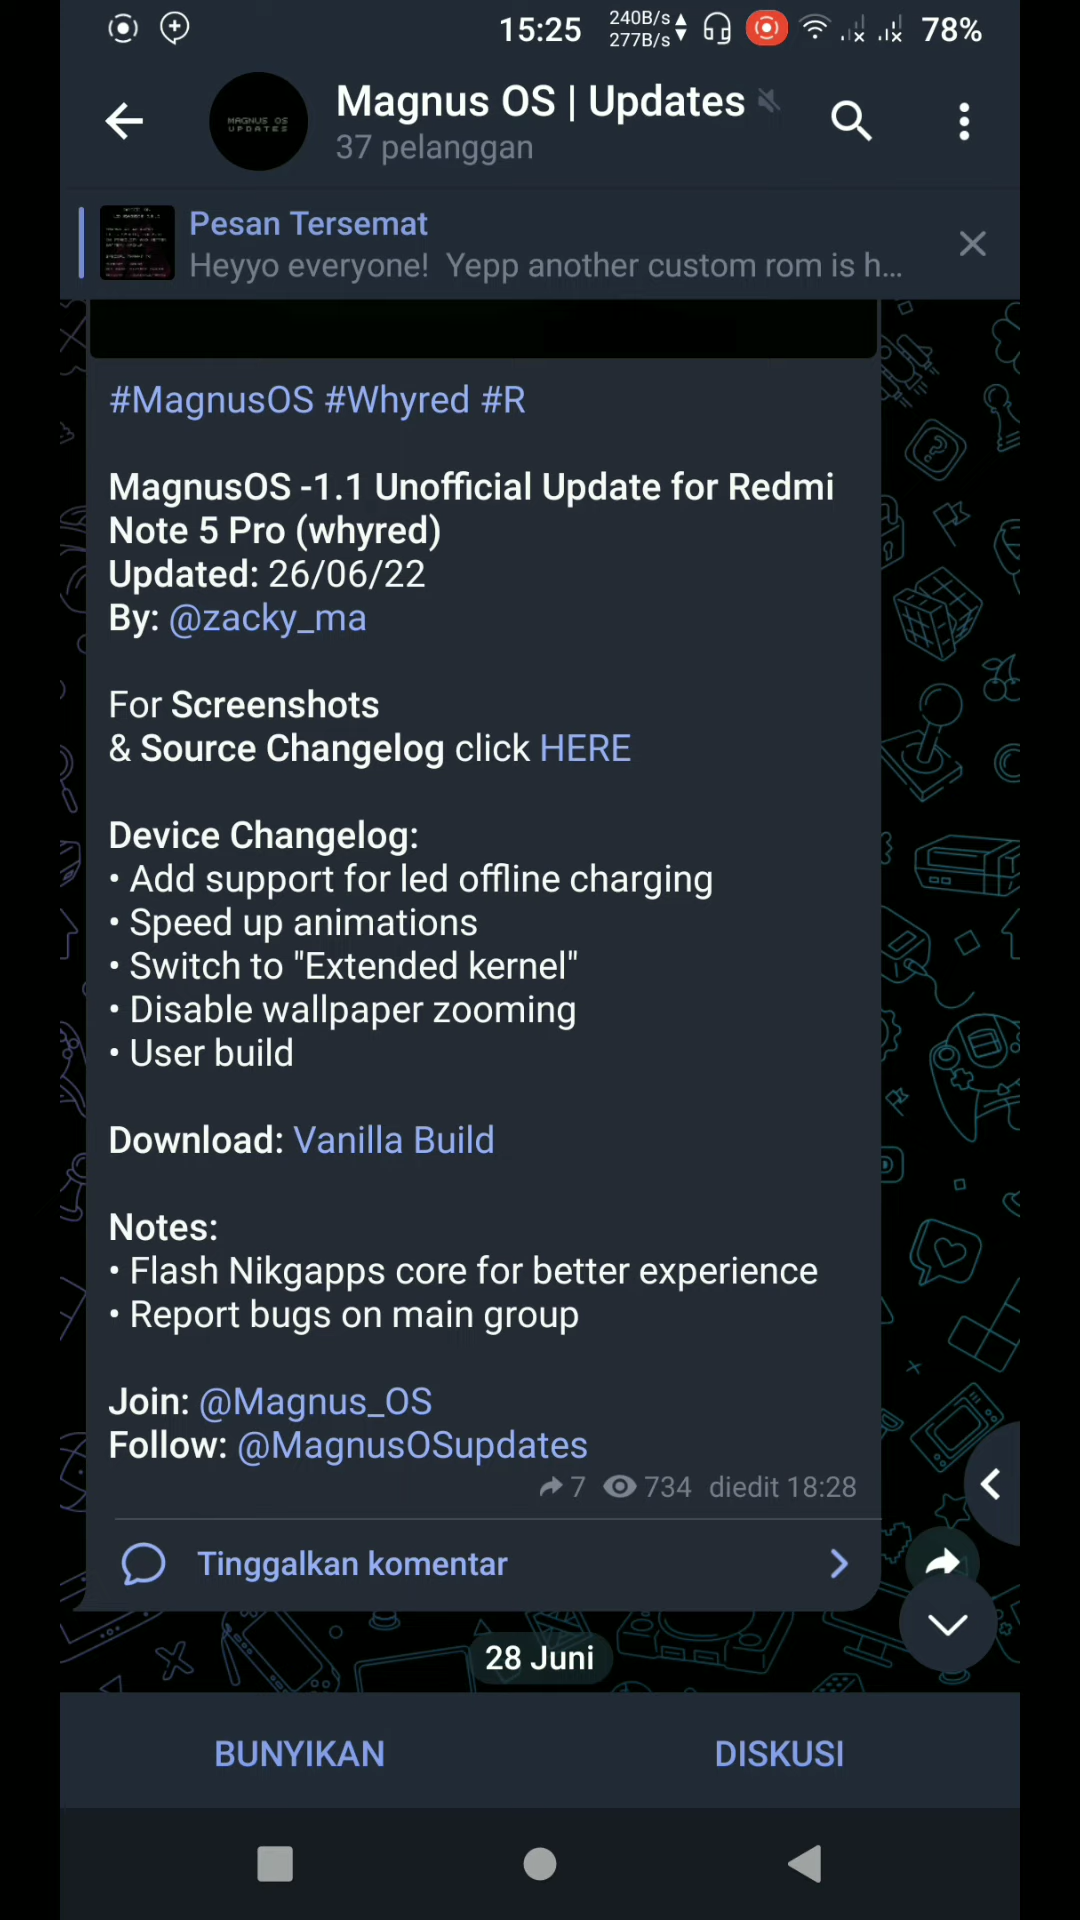 15:25
240B/s
277B/s
78%
MAGNUS OS
UPDATES
Magnus OS | Updates
37 pelanggan
Pesan Tersemat
Heyyo everyone!  Yepp another custom rom is h...
#MagnusOS #Whyred #R
MagnusOS -1.1 Unofficial Update for Redmi
Note 5 Pro (whyred)
Updated: 26/06/22
By: @zacky_ma
For Screenshots
& Source Changelog click HERE
Device Changelog:
• Add support for led offline charging
• Speed up animations
• Switch to "Extended kernel"
• Disable wallpaper zooming
• User build
Download: Vanilla Build
Notes:
• Flash Nikgapps core for better experience
• Report bugs on main group
Join: @Magnus_OS
Follow: @MagnusOSupdates
7 734 diedit 18:28
Tinggalkan komentar
28 Juni
BUNYIKAN
DISKUSI